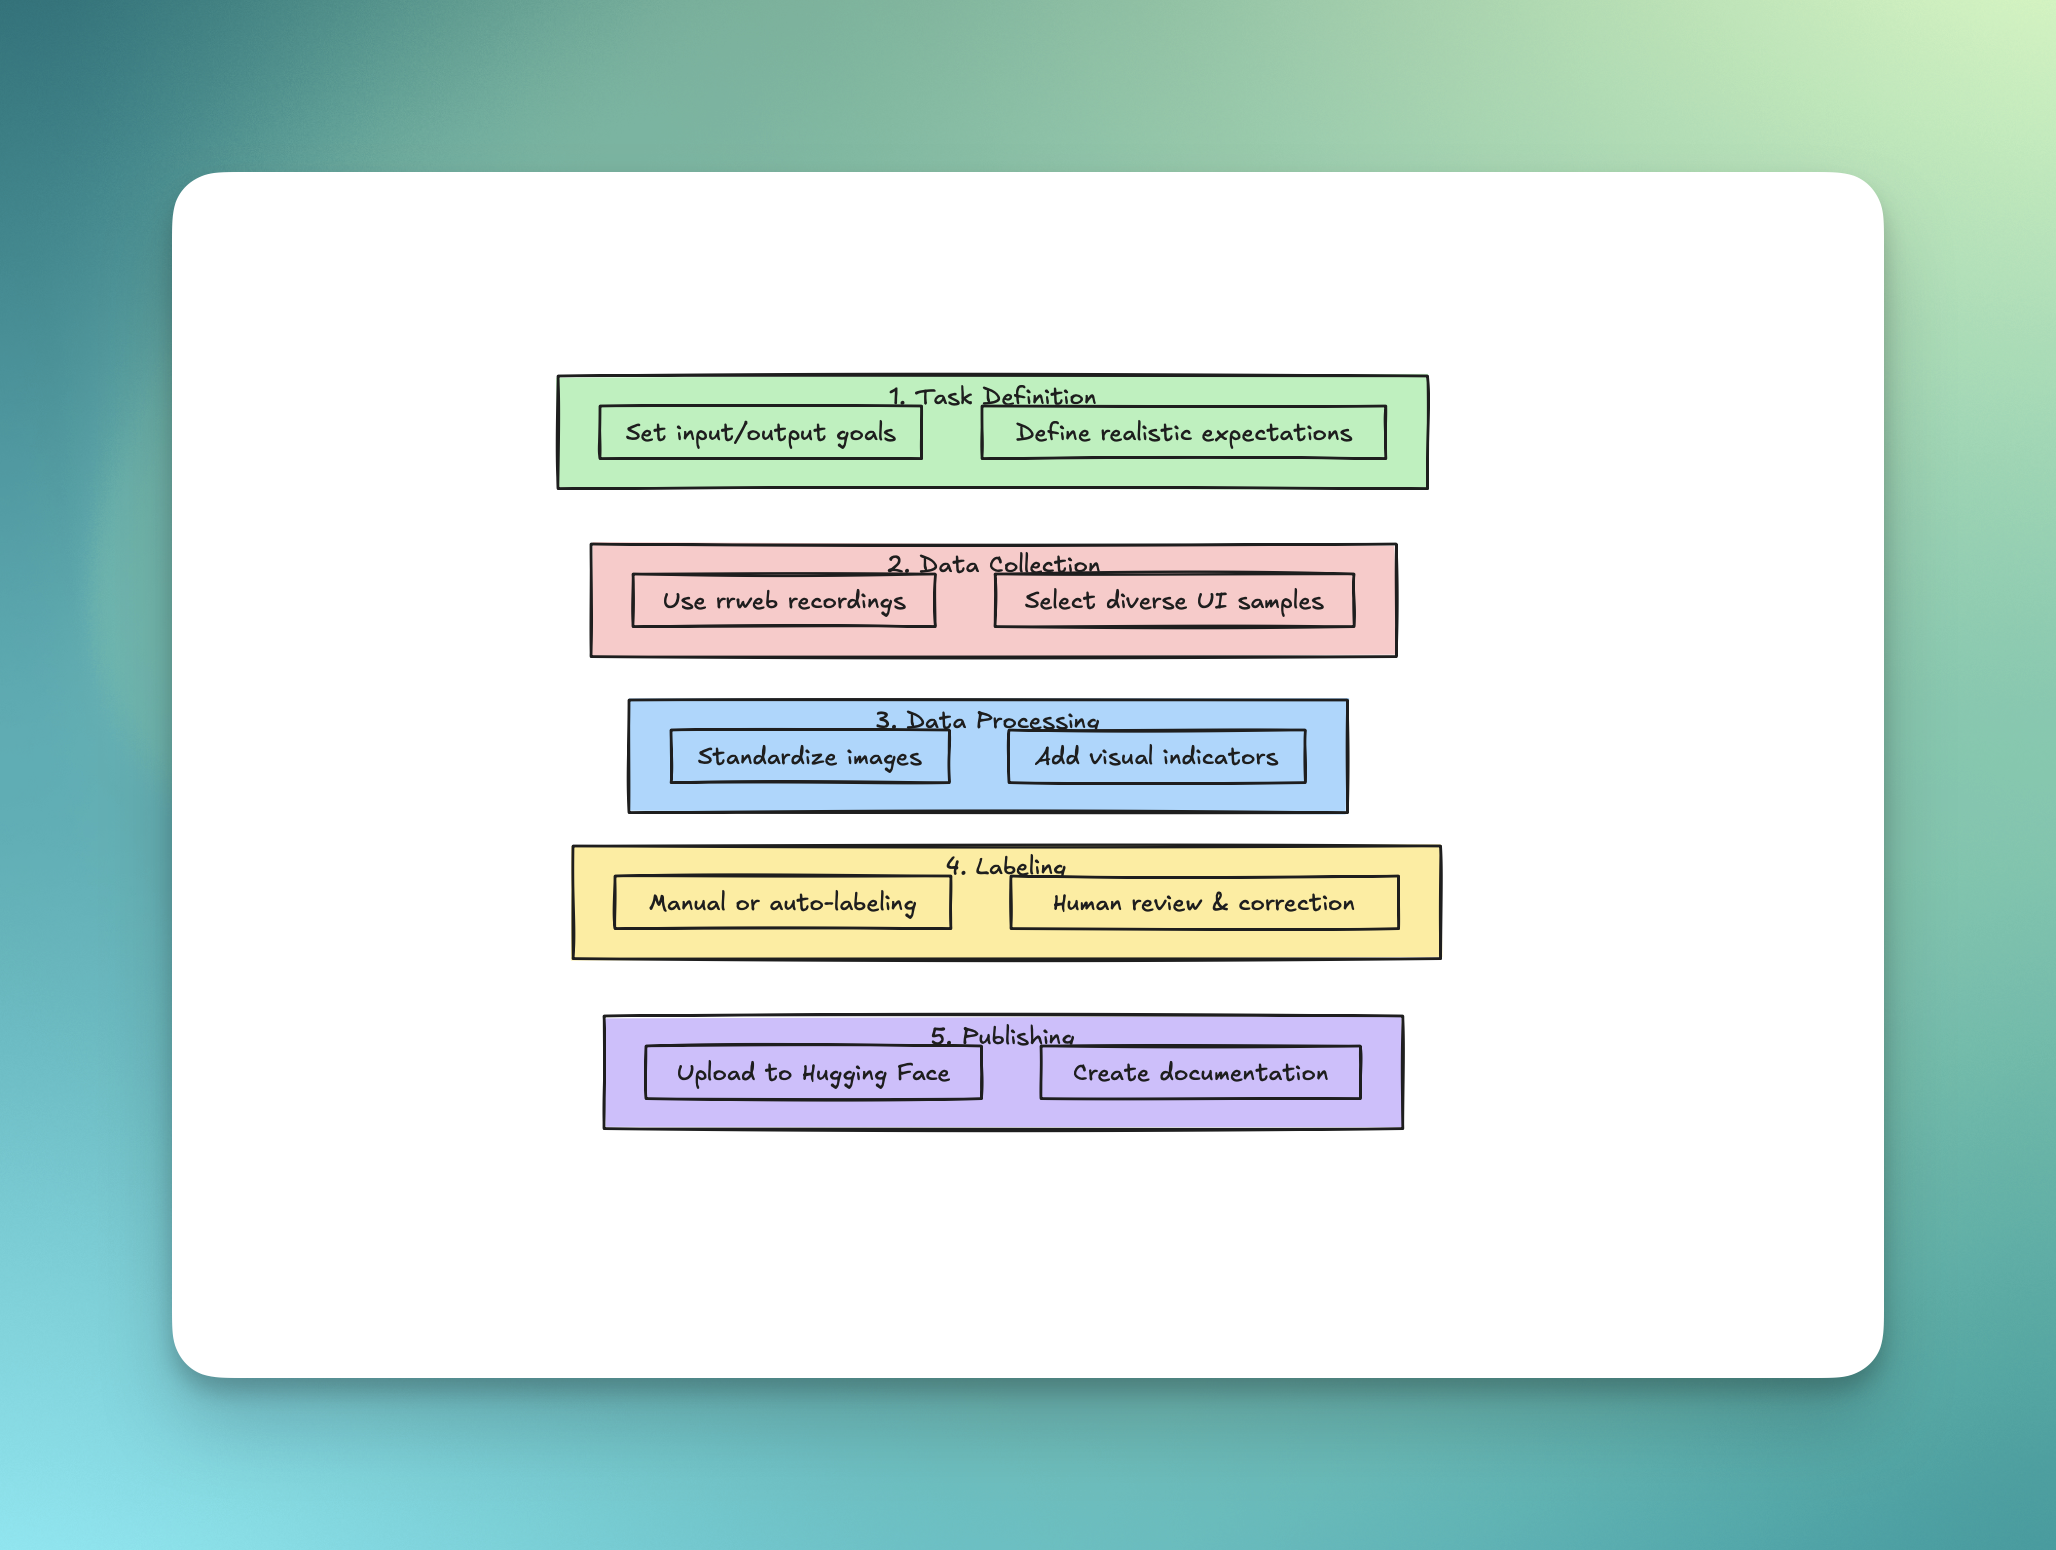 1. Task Definition
Set input/output goals
Define realistic expectations
2. Data Collection
Use rrweb recordings
Select diverse UI samples
3. Data Processing
Standardize images
Add visual indicators
4. Labeling
Manual or auto-labeling
Human review & correction
5. Publishing
Upload to Hugging Face
Create documentation